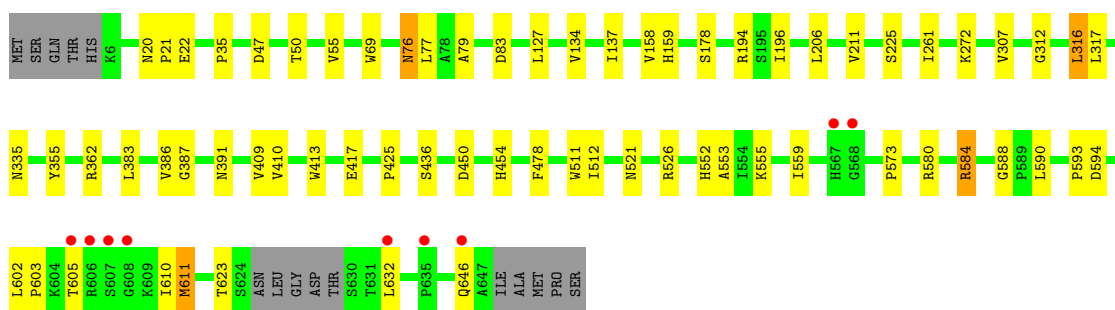 MET SER GLN THR HIS K6 N20 P21 E22 P35 D47 T50 V55 W69 N76 L77 A78 A79 D83 L127 V134 I137 V158 H159 S178 R194 S195 I196 L206 V211 S225 I261 K272 V307 G312 L316 L317
N335 Y355 R362 L383 V386 G387 N391 V409 V410 W413 E417 P425 S436 D450 H454 F478 W511 I512 N521 R526 H552 A553 I554 K555 I559 H567 G568 P573 R580 R584 G588 P589 L590 P593 D594
L602 P603 K604 T605 R606 S607 G608 K609 I610 M611 T623 S624 ASN LEU GLY ASP THR S630 T631 L632 P635 Q646 A647 ILE ALA MET PRO SER